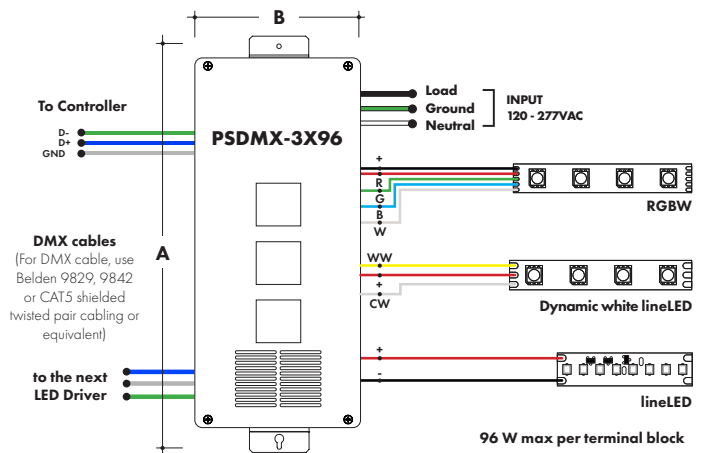 B
To Controller
D-
D+
GND
PSDMX-3X96
Load
Ground
Neutral
INPUT
120 - 277VAC
+
R
G
B
W
RGBW
DMX cables
(For DMX cable, use
Belden 9829, 9842
or CAT5 shielded
twisted pair cabling or
equivalent)
A
WW
+
CW
Dynamic white lineLED
to the next
LED Driver
+
-
lineLED
96 W max per terminal block